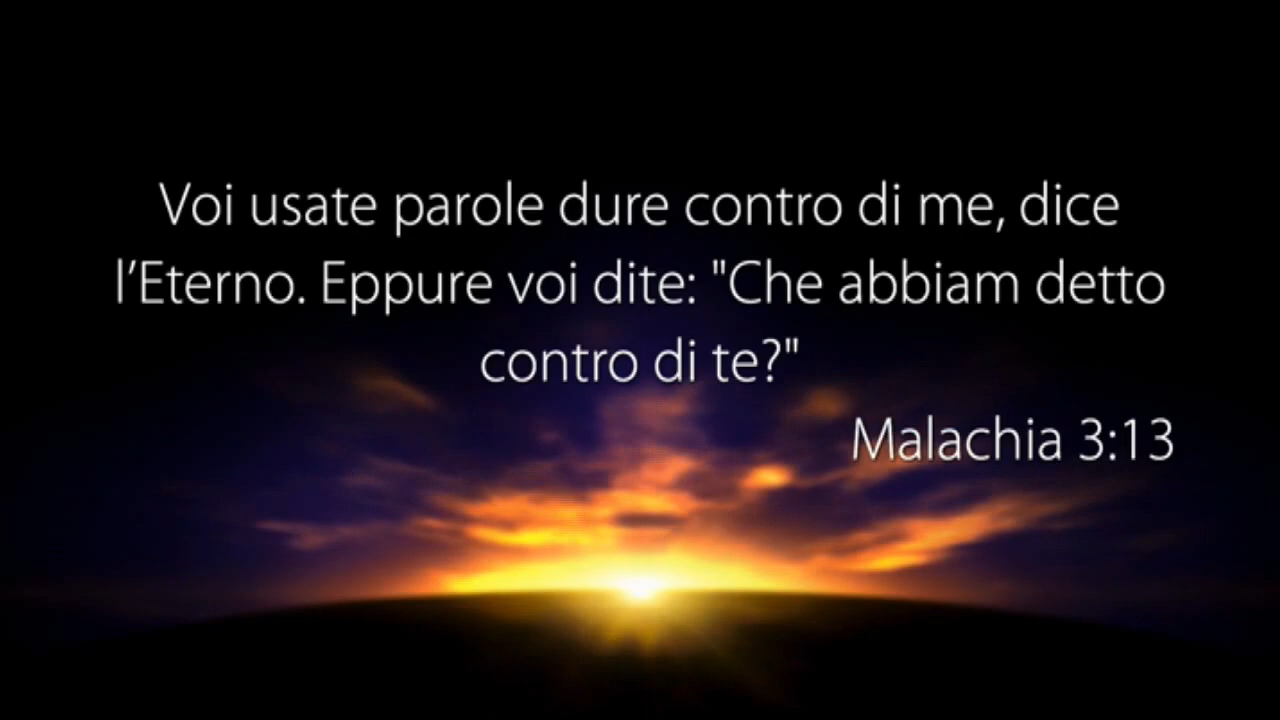 Voi usate parole dure contro di me, dice
l’Eterno. Eppure voi dite: "Che abbiam detto
contro di te?"
Malachia 3:13